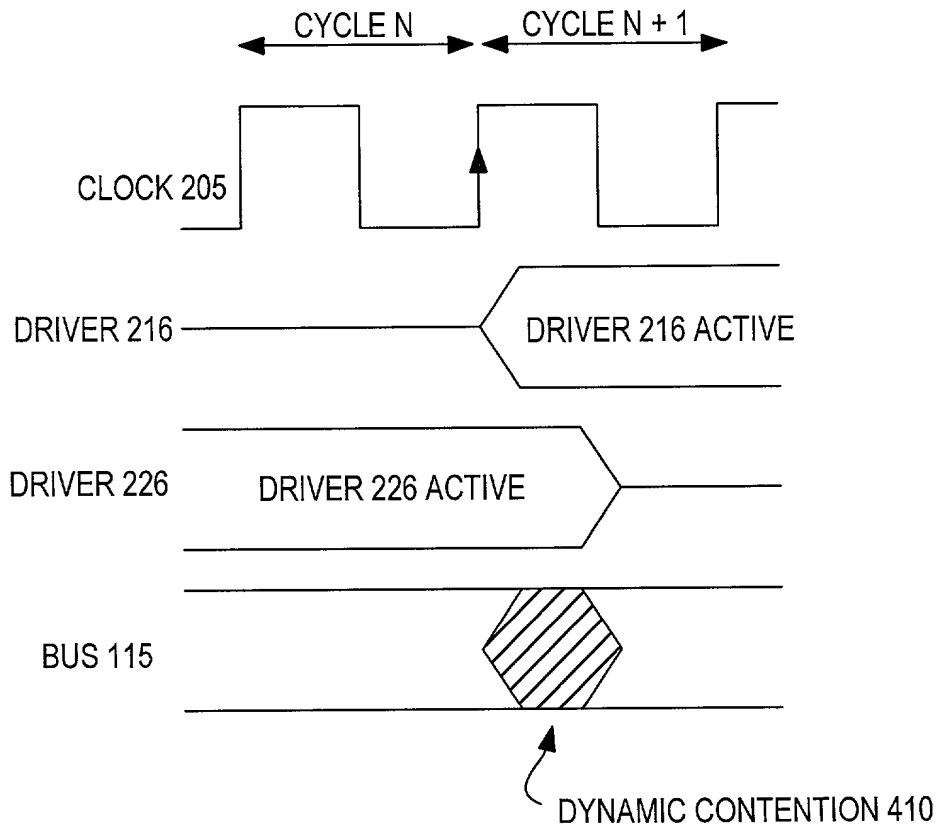 CYCLE N
CYCLE N + 1
CLOCK 205
DRIVER 216
DRIVER 216 ACTIVE
DRIVER 226
DRIVER 226 ACTIVE
BUS 115
DYNAMIC CONTENTION 410